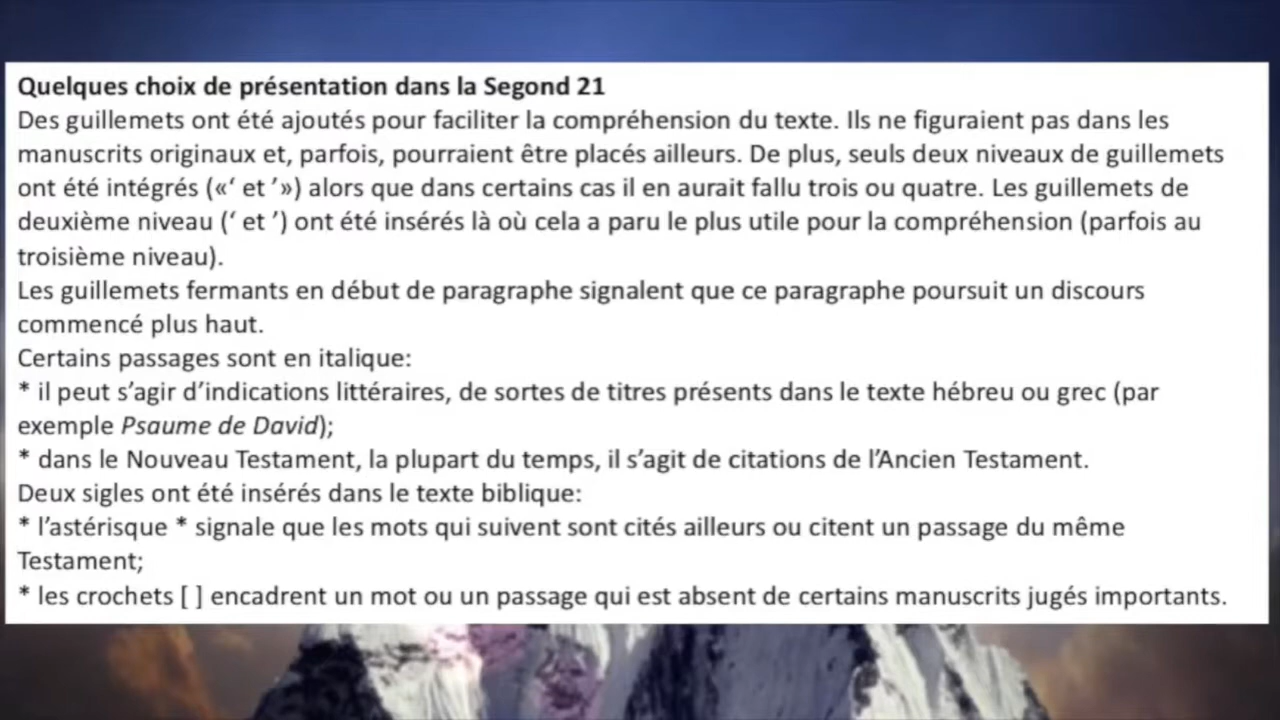 Quelques choix de présentation dans la Segond 21
Des guillemets ont été ajoutés pour faciliter la compréhension du texte. Ils ne figuraient pas dans les
manuscrits originaux et, parfois, pourraient être placés ailleurs. De plus, seuls deux niveaux de guillemets
ont été intégrés («‘ et ’») alors que dans certains cas il en aurait fallu trois ou quatre. Les guillemets de
deuxième niveau (‘ et ’) ont été insérés là où cela a paru le plus utile pour la compréhension (parfois au
troisième niveau).
Les guillemets fermants en début de paragraphe signalent que ce paragraphe poursuit un discours
commencé plus haut.
Certains passages sont en italique:
* il peut s’agir d’indications littéraires, de sortes de titres présents dans le texte hébreu ou grec (par
exemple Psaume de David);
* dans le Nouveau Testament, la plupart du temps, il s’agit de citations de l’Ancien Testament.
Deux sigles ont été insérés dans le texte biblique:
* l’astérisque * signale que les mots qui suivent sont cités ailleurs ou citent un passage du même
Testament;
* les crochets [ ] encadrent un mot ou un passage qui est absent de certains manuscrits jugés importants.